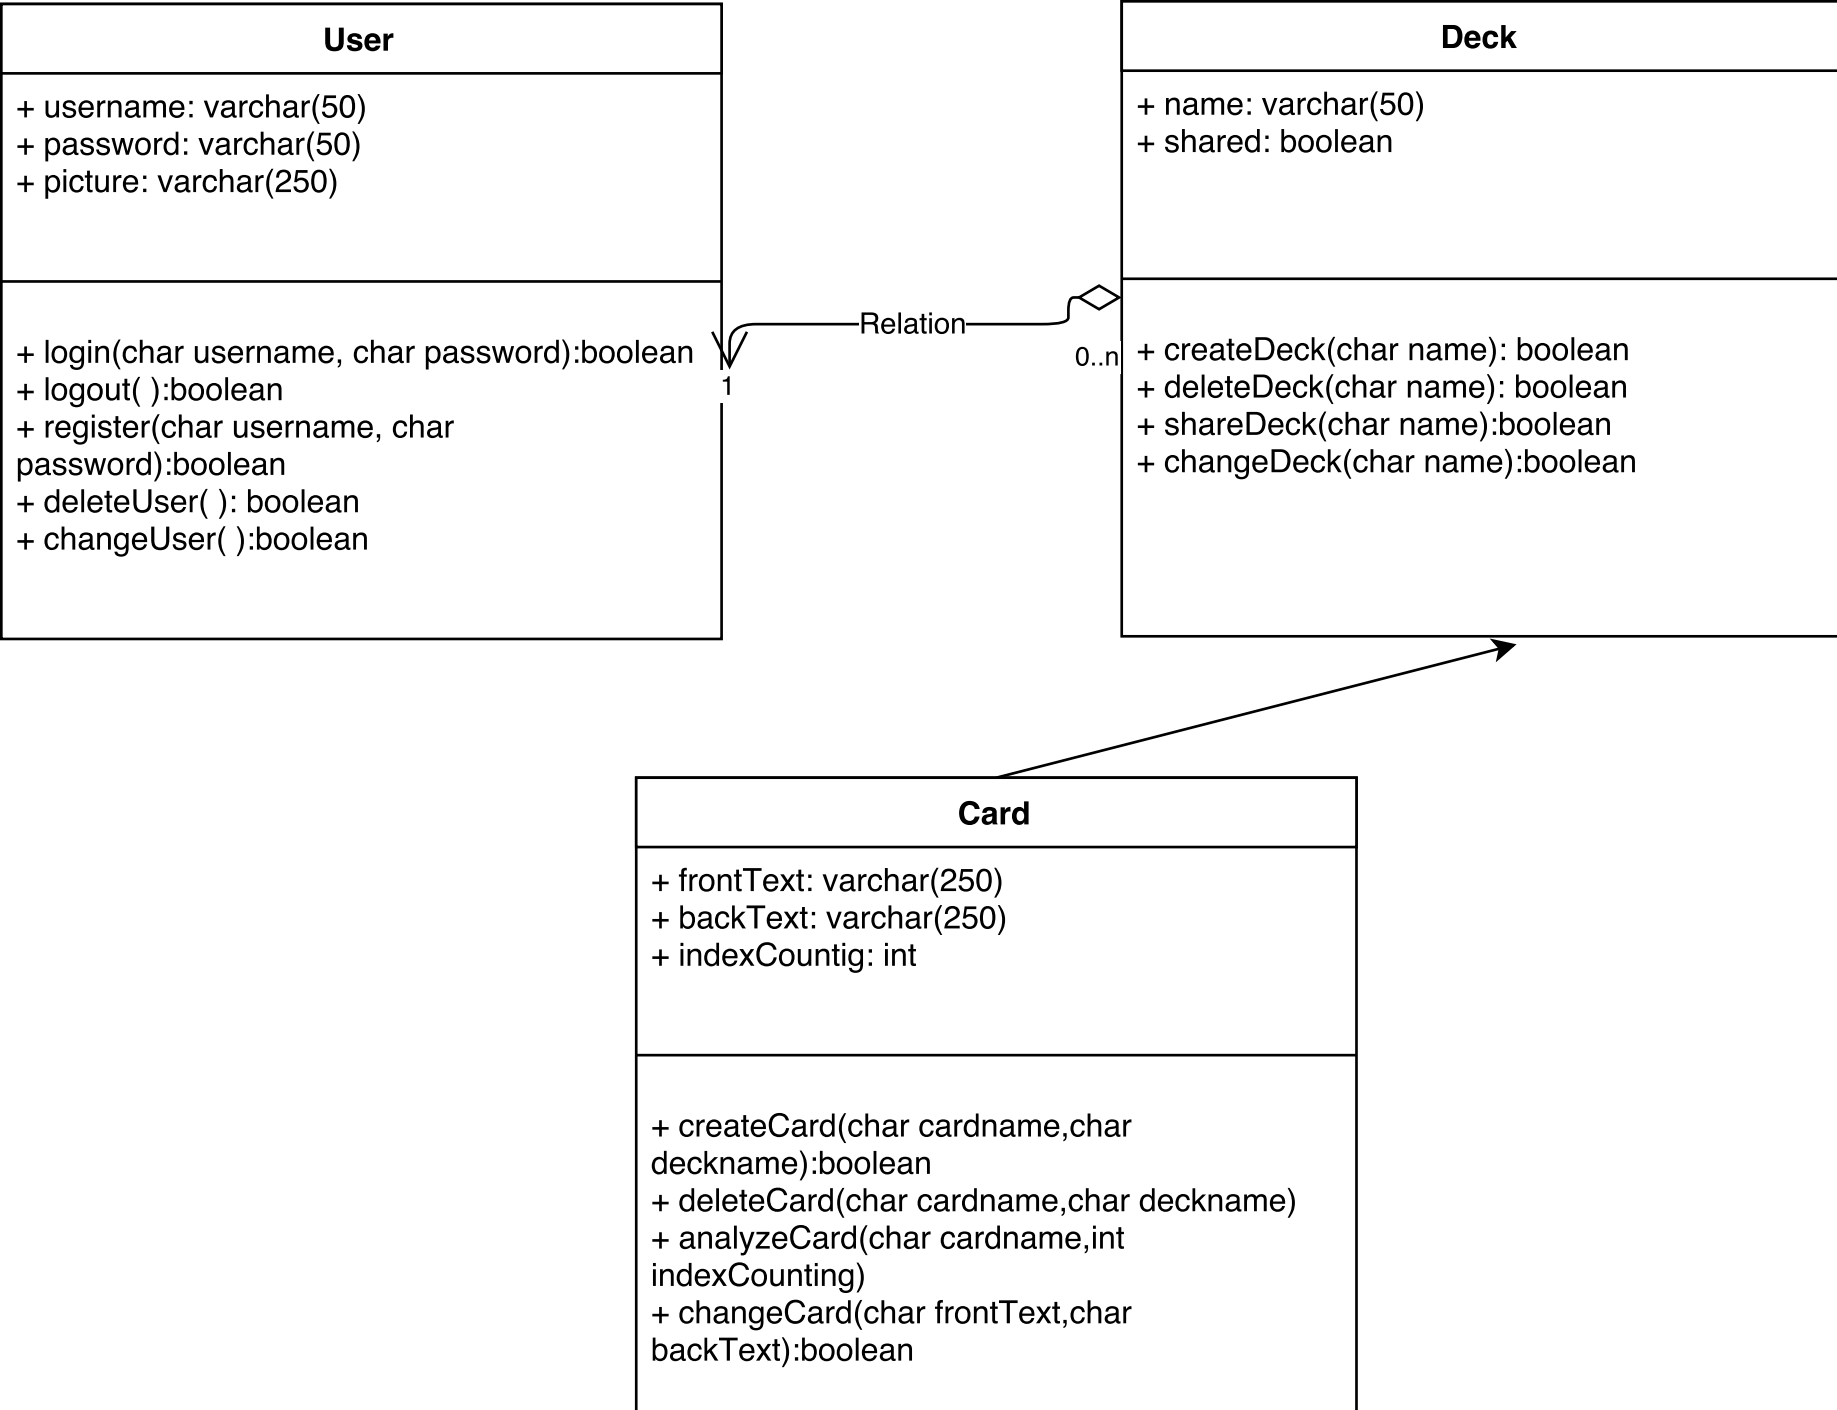 User
+ username: varchar(50)
+ password: varchar(50)
+ picture: varchar(250)
+ login(char username, char password):boolean
+ logout( ):boolean
+ register(char username, char
password):boolean
+ deleteUser( ): boolean
+ changeUser( ):boolean
Relation
1
0..n
Deck
+ name: varchar(50)
+ shared: boolean
+ createDeck(char name): boolean
+ deleteDeck(char name): boolean
+ shareDeck(char name):boolean
+ changeDeck(char name):boolean
Card
+ frontText: varchar(250)
+ backText: varchar(250)
+ indexCountig: int
+ createCard(char cardname,char
deckname):boolean
+ deleteCard(char cardname,char deckname)
+ analyzeCard(char cardname,int
indexCounting)
+ changeCard(char frontText,char
backText):boolean